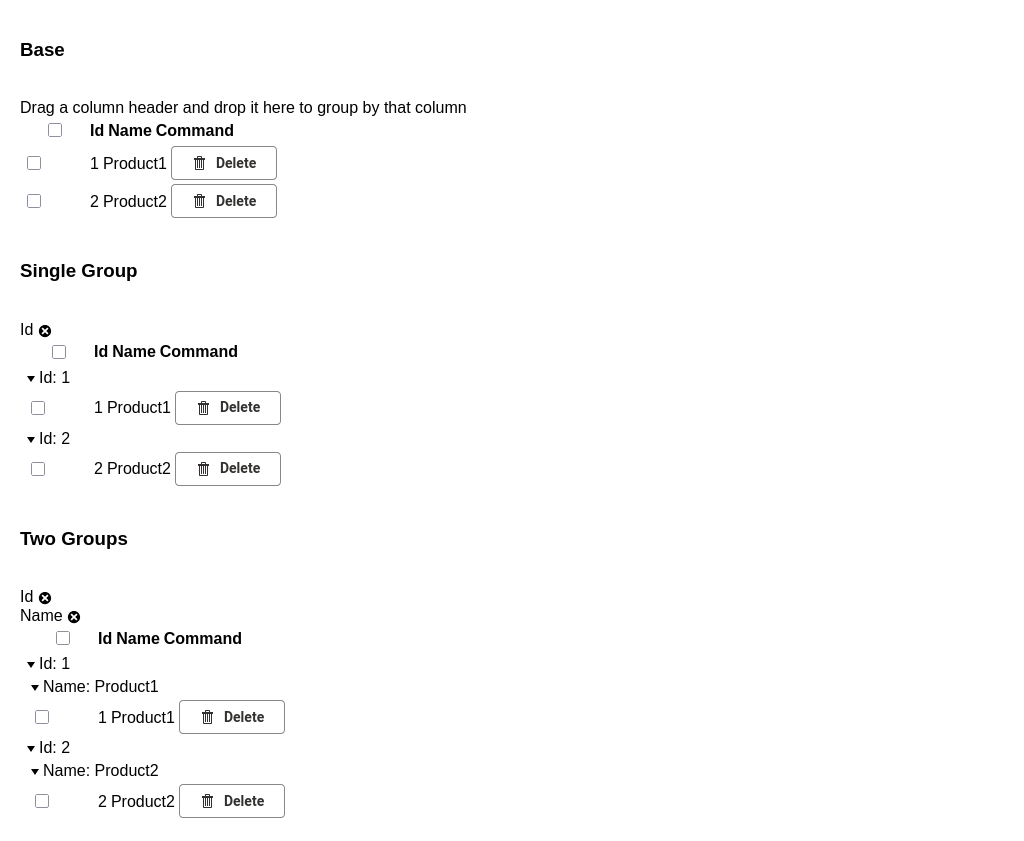 Base
Drag a column header and drop it here to group by that column
Id Name Command
1 Product1 Delete
2 Product2 Delete
Single Group
Id
Id Name Command
Id: 1
1 Product1 Delete
Id: 2
2 Product2 Delete
Two Groups
Id
Name
Id Name Command
Id: 1
Name: Product1
1 Product1 Delete
Id: 2
Name: Product2
2 Product2 Delete